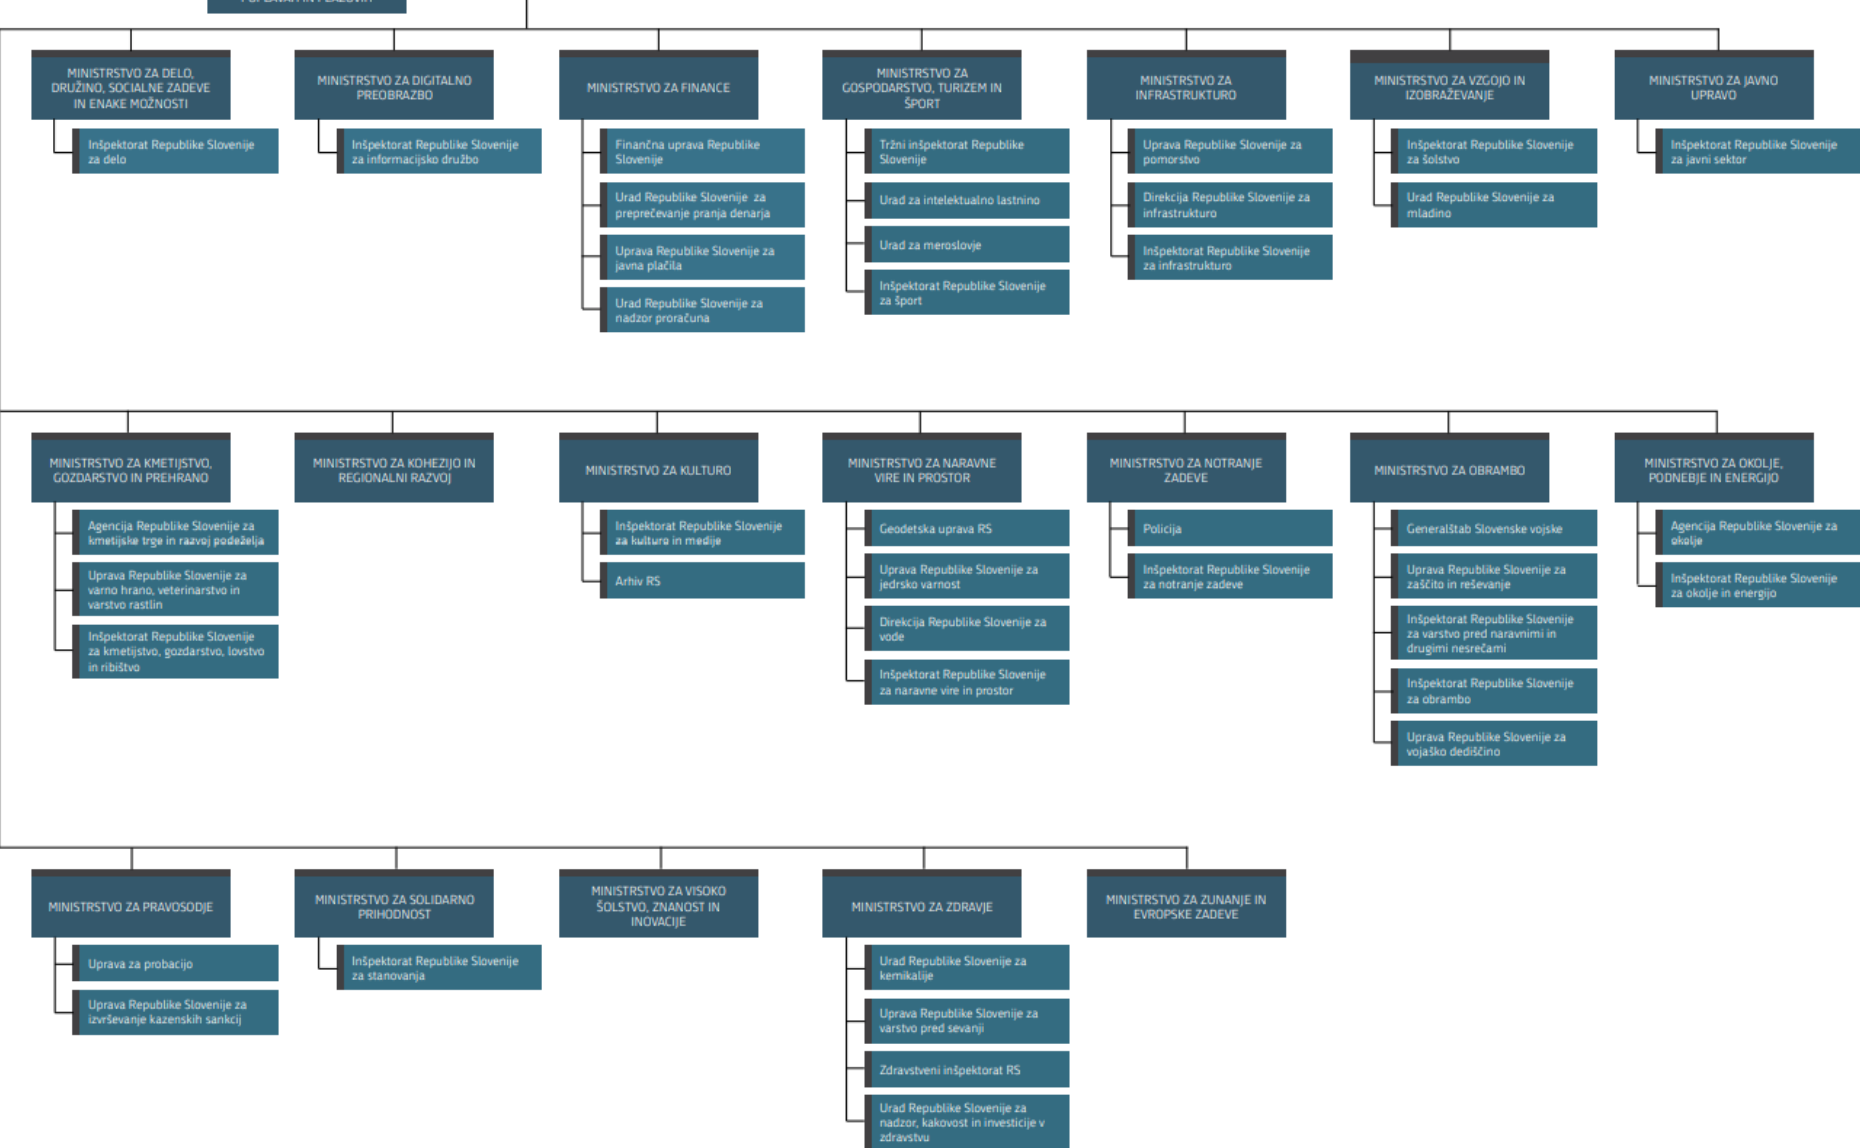 MINISTRSTVO ZA DELO,
DRUŽINO, SOCIALNE ZADEVE
IN ENAKE MOŽNOSTI
Inšpektorat Republike Slovenije
za delo
MINISTRSTVO ZA DIGITALNO
PREOBRAZBO
Inšpektorat Republike Slovenije
za informacijsko družbo
MINISTRSTVO ZA FINANCE
Finančna uprava Republike
Slovenije
Urad Republike Slovenije za
preprečevanje pranja denarja
Uprava Republike Slovenije za
javna plačila
Urad Republike Slovenije za
nadzor proračuna
MINISTRSTVO ZA
GOSPODARSTVO, TURIZEM IN
ŠPORT
Tržni inšpektorat Republike
Slovenije
Urad za intelektualno lastnino
Urad za meroslovje
Inšpektorat Republike Slovenije
za šport
MINISTRSTVO ZA
INFRASTRUKTURO
Uprava Republike Slovenije za
pomorstvo
Direkcija Republike Slovenije za
infrastrukturo
Inšpektorat Republike Slovenije
za infrastrukturo
MINISTRSTVO ZA VZGOJO IN
IZOBRAŽEVANJE
Inšpektorat Republike Slovenije
za šolstvo
Urad Republike Slovenije za
mladino
MINISTRSTVO ZA JAVNO
UPRAVO
Inšpektorat Republike Slovenije
za javni sektor
MINISTRSTVO ZA KMETIJSTVO,
GOZDARSTVO IN PREHRANO
Agencija Republike Slovenije za
kmetijske trge in razvoj podeželja
Uprava Republike Slovenije za
varno hrano, veterinarstvo in
varstvo rastlin
Inšpektorat Republike Slovenije
za kmetijstvo, gozdarstvo, lovstvo
in ribištvo
MINISTRSTVO ZA KOHEZIJO IN
REGIONALNI RAZVOJ
MINISTRSTVO ZA KULTURO
Inšpektorat Republike Slovenije
za kulturo in medije
Arhiv RS
MINISTRSTVO ZA NARAVNE
VIRE IN PROSTOR
Geodetska uprava RS
Uprava Republike Slovenije za
jedrsko varnost
Direkcija Republike Slovenije za
vode
Inšpektorat Republike Slovenije
za naravne vire in prostor
MINISTRSTVO ZA NOTRANJE
ZADEVE
Policija
Inšpektorat Republike Slovenije
za notranje zadeve
MINISTRSTVO ZA OBRAMBO
Generalštab Slovenske vojske
Uprava Republike Slovenije za
zaščito in reševanje
Inšpektorat Republike Slovenije
za varstvo pred naravnimi in
drugimi nesrečami
Inšpektorat Republike Slovenije
za obrambo
Uprava Republike Slovenije za
vojaško dediščino
MINISTRSTVO ZA OKOLJE,
PODNEBJE IN ENERGIJO
Agencija Republike Slovenije za
okolje
Inšpektorat Republike Slovenije
za okolje in energijo
MINISTRSTVO ZA PRAVOSODJE
Uprava za probacijo
Uprava Republike Slovenije za
izvrševanje kazenskih sankcij
MINISTRSTVO ZA SOLIDARNO
PRIHODNOST
Inšpektorat Republike Slovenije
za stanovanja
MINISTRSTVO ZA VISOKO
ŠOLSTVO, ZNANOST IN
INOVACIJE
MINISTRSTVO ZA ZDRAVJE
Urad Republike Slovenije za
kemikalije
Uprava Republike Slovenije za
varstvo pred sevanji
Zdravstveni inšpektorat RS
Urad Republike Slovenije za
nadzor, kakovost in investicije v
zdravstvu
MINISTRSTVO ZA ZUNANJE IN
EVROPSKE ZADEVE